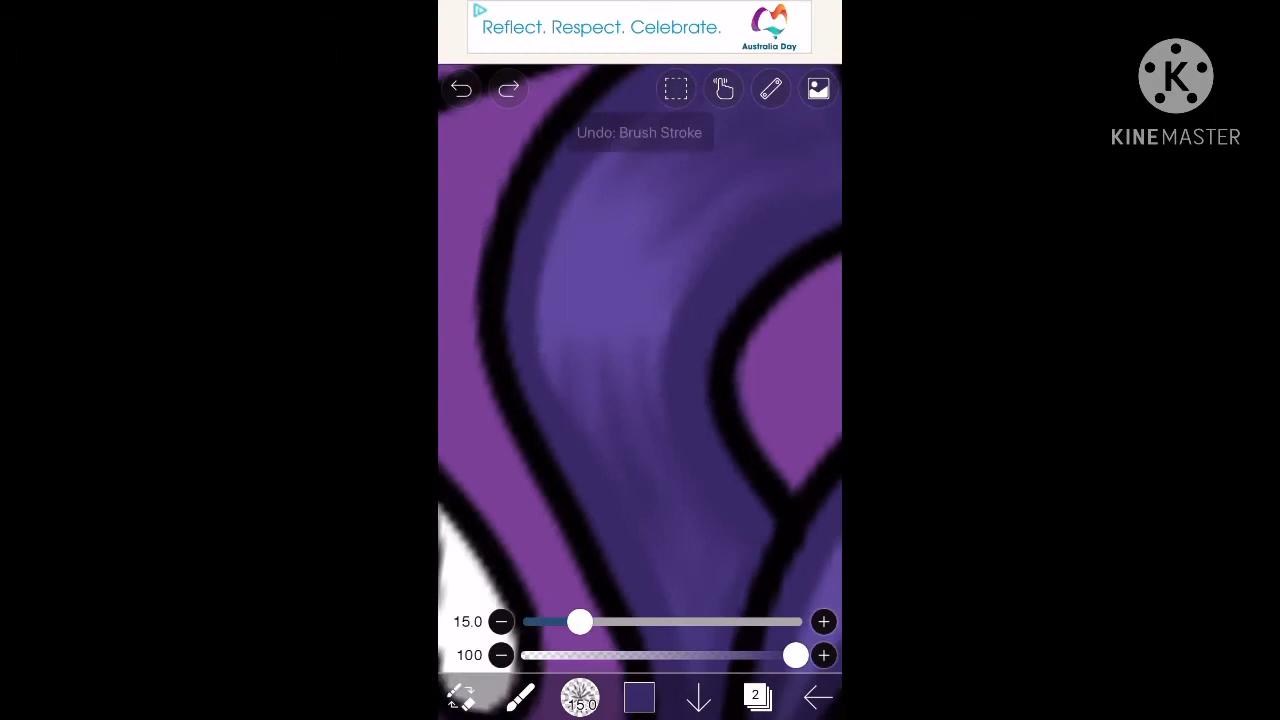 Reflect. Respect. Celebrate.
Australia Day
K
KINEMASTER
Undo: Brush Stroke
15.0
100
15.0
2